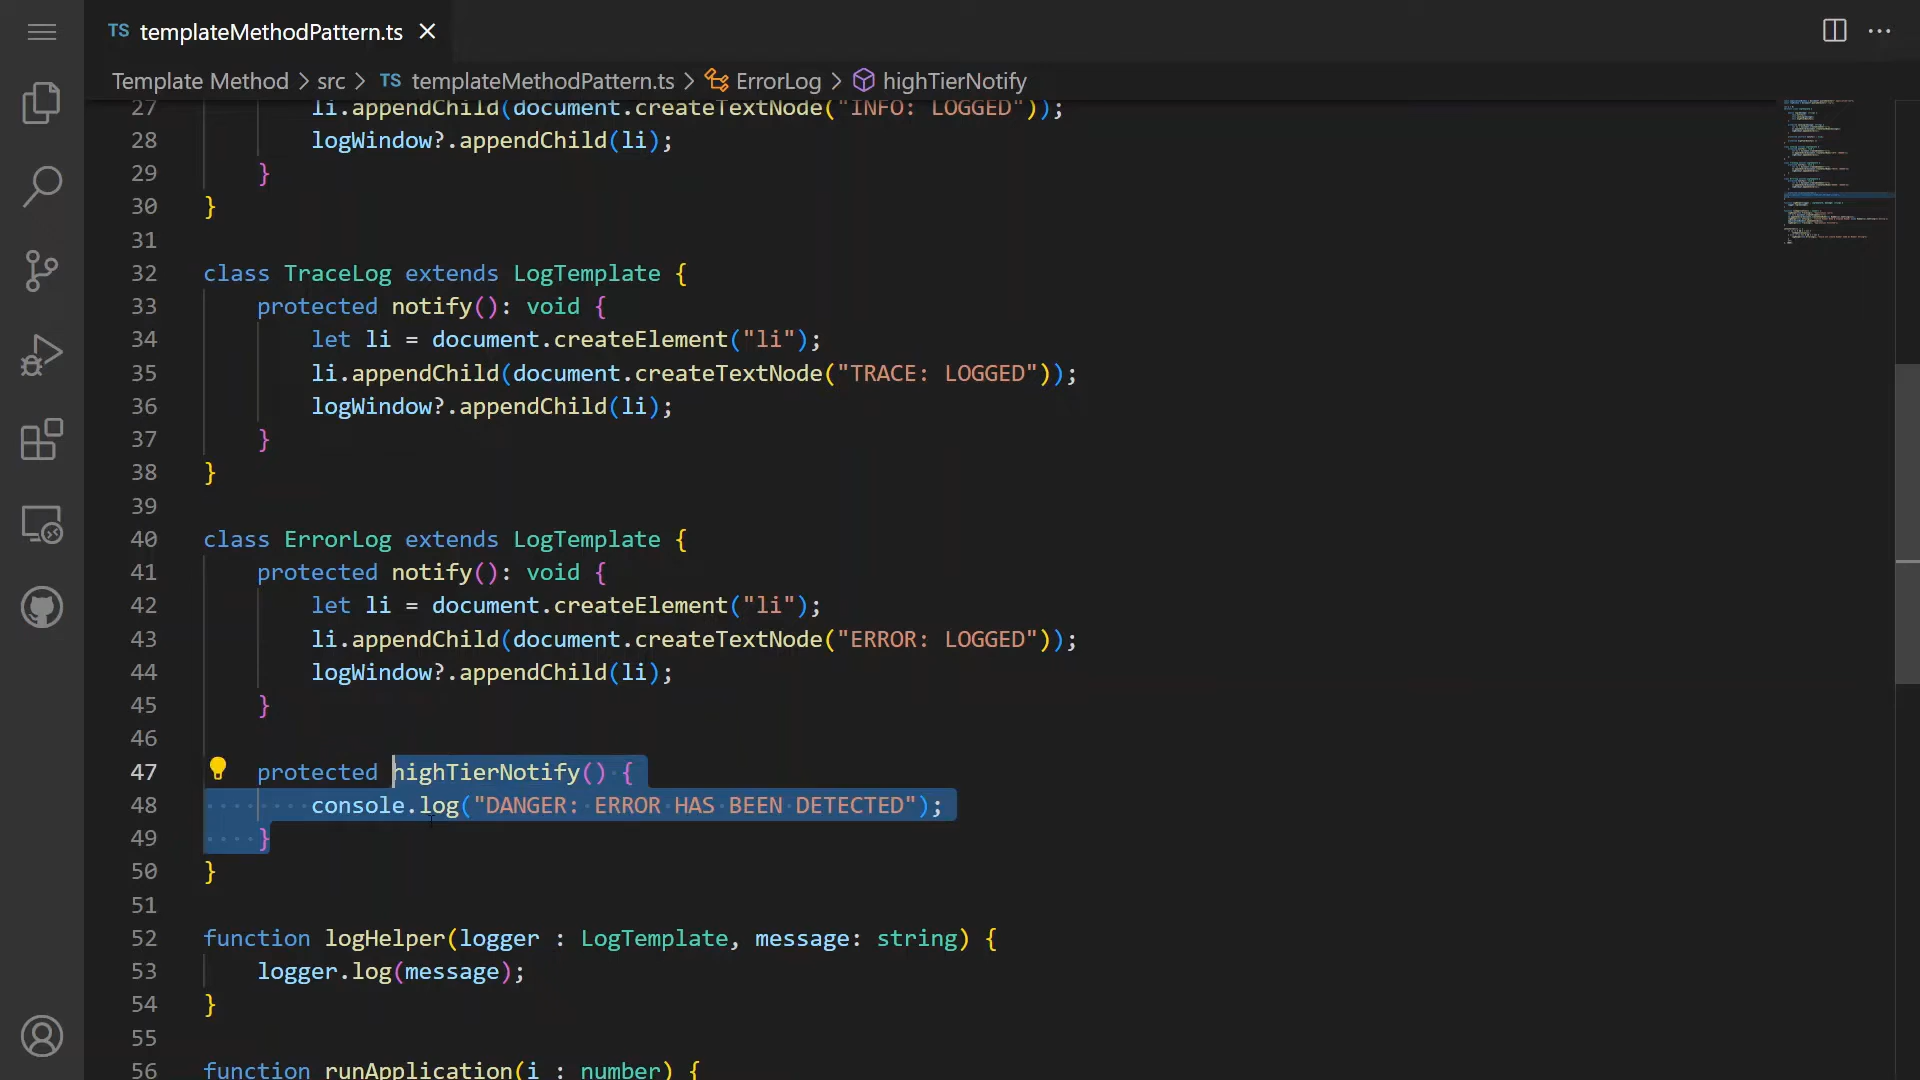 TS templateMethodPattern.ts
Template Method > src > TS templateMethodPattern.ts > ErrorLog > highTierNotify
27 li.appendChild(document.createTextNode("INFO: LOGGED"));
28 logWindow?.appendChild(li);
29 }
30 }
31
32 class TraceLog extends LogTemplate {
33 protected notify(): void {
34 let li = document.createElement("li");
35 li.appendChild(document.createTextNode("TRACE: LOGGED"));
36 logWindow?.appendChild(li);
37 }
38 }
39
40 class ErrorLog extends LogTemplate {
41 protected notify(): void {
42 let li = document.createElement("li");
43 li.appendChild(document.createTextNode("ERROR: LOGGED"));
44 logWindow?.appendChild(li);
45 }
46
47 protected highTierNotify() {
48 console.log("DANGER: ERROR HAS BEEN DETECTED");
49 }
50 }
51
52 function logHelper(logger : LogTemplate, message: string) {
53 logger.log(message);
54 }
55
56 function runApplication(i : number) {